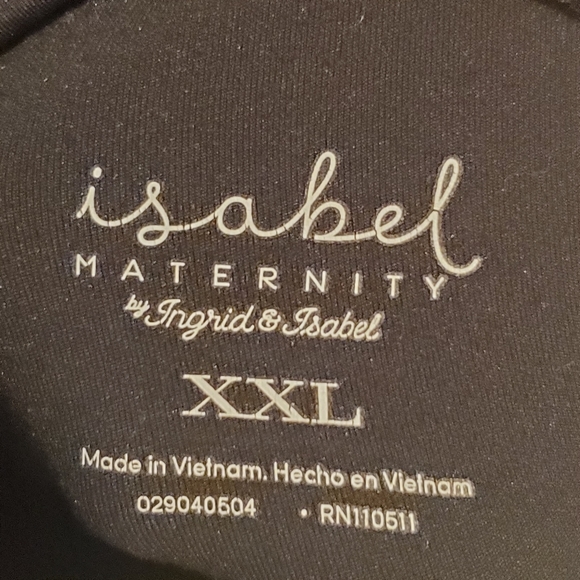 isabel
MATERNITY
by Ingrid & Isabel
XXL
Made in Vietnam. Hecho en Vietnam
029040504 • RN110511